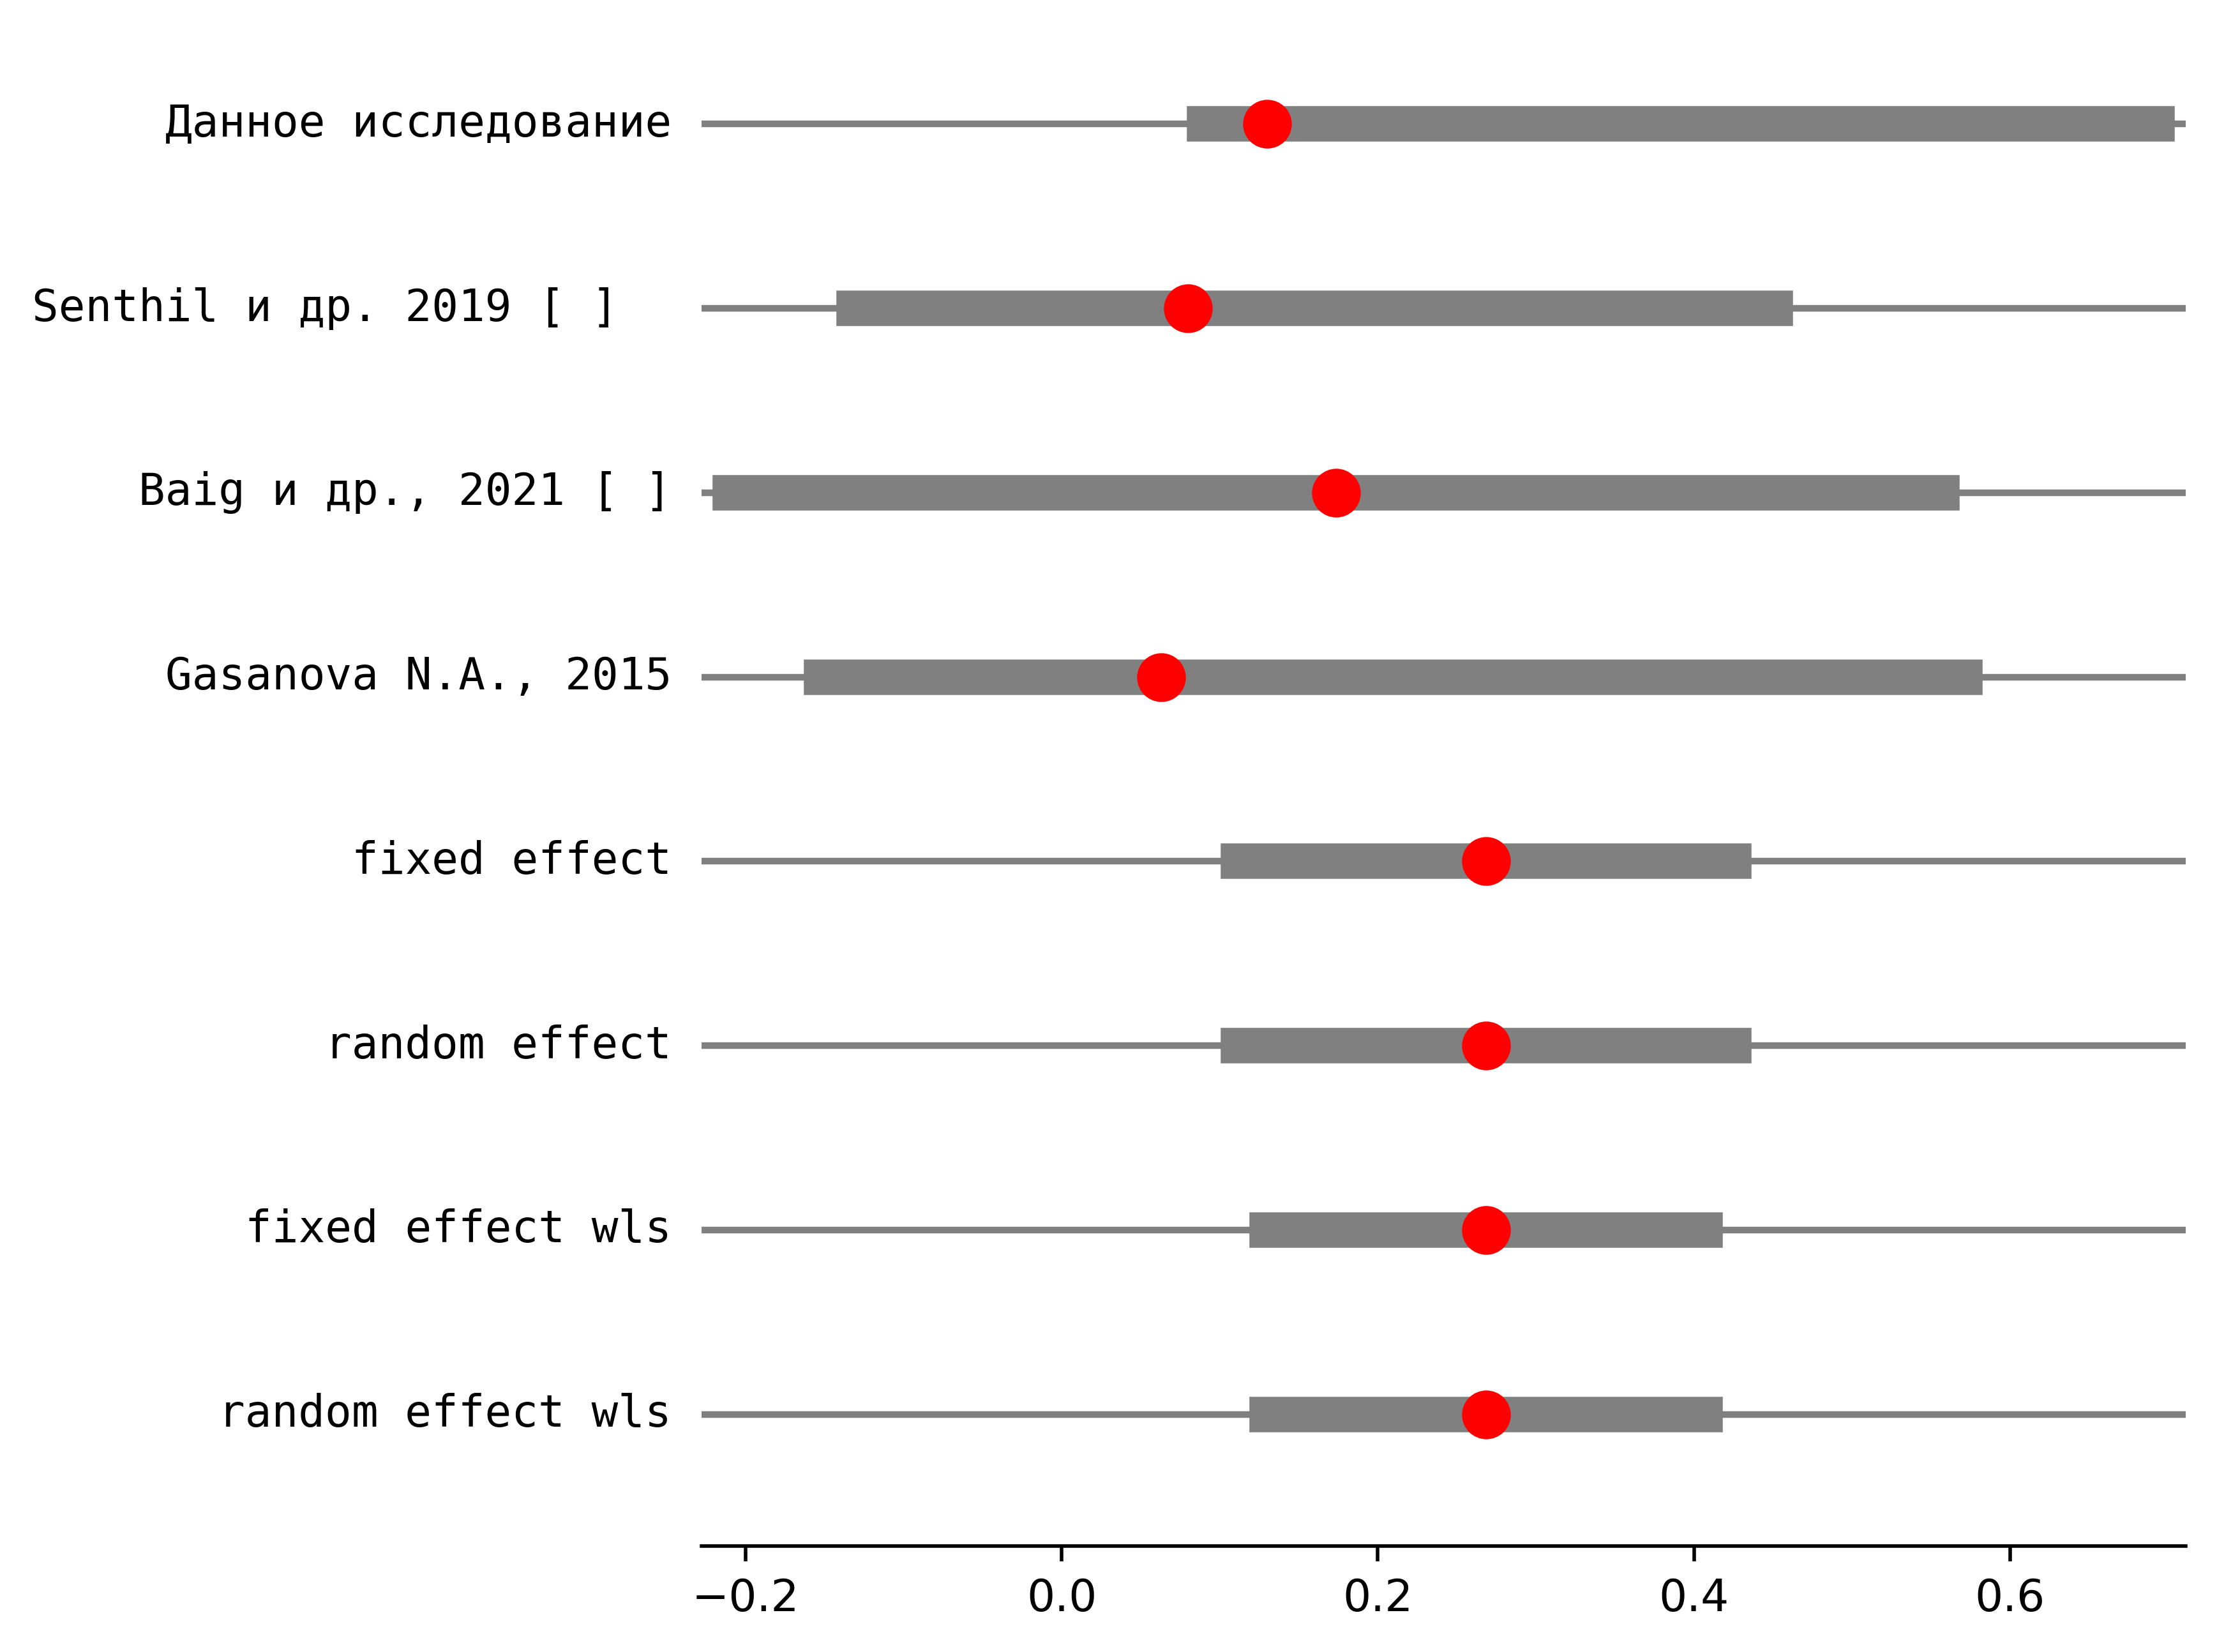 Данное исследование
Senthil и др. 2019 [ ]
Baig и др., 2021 [ ]
Gasanova N.A., 2015
fixed effect
random effect
fixed effect wls
random effect wls
−0.2 0.0 0.2 0.4 0.6